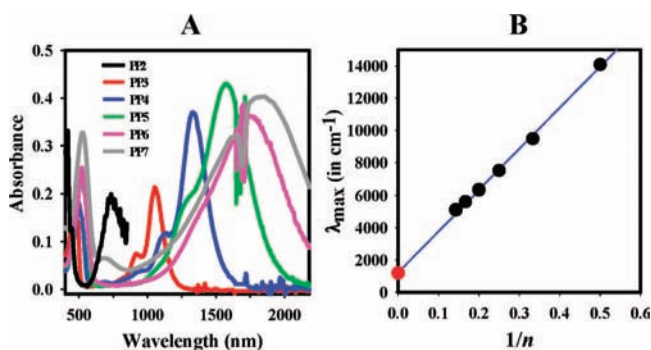 A
B
0.5
0.4
0.3
0.2
0.1
0.0
Absorbance
PP2
PP3
PP4
PP5
PP6
PP7
500
1000
1500
2000
Wavelength (nm)
14000
12000
10000
8000
6000
4000
2000
0
λmax (in cm-1)
0.0
0.1
0.2
0.3
0.4
0.5
0.6
1/n